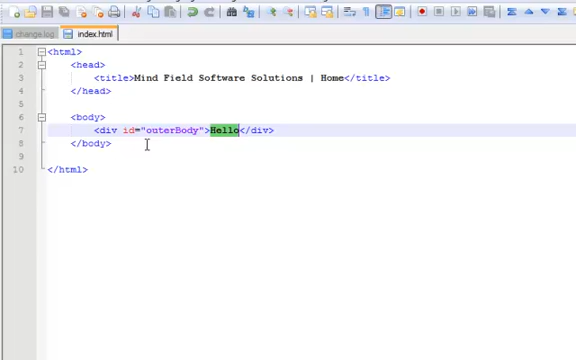 change.log index.html
1 <html>
2 <head>
3 <title>Mind Field Software Solutions | Home</title>
4 </head>
5
6 <body>
7 <div id="outerBody">Hello</div>
8 </body>
9
10 </html>